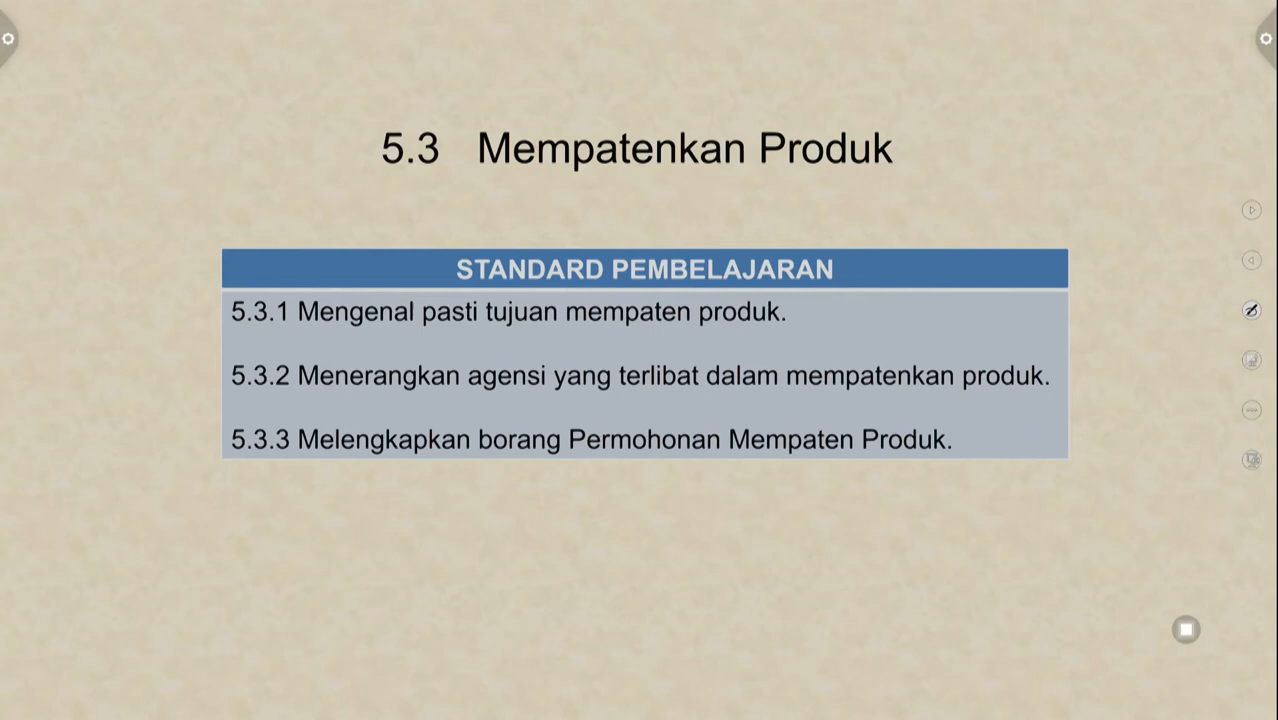 5.3 Mempatenkan Produk
STANDARD PEMBELAJARAN
5.3.1 Mengenal pasti tujuan mempaten produk.
5.3.2 Menerangkan agensi yang terlibat dalam mempatenkan produk.
5.3.3 Melengkapkan borang Permohonan Mempaten Produk.